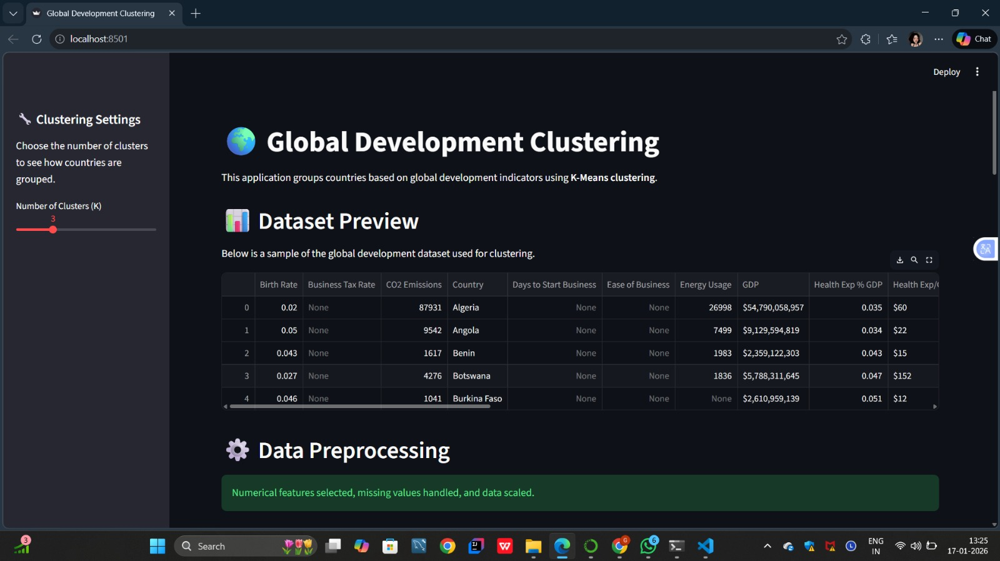 Global Development Clustering
localhost:8501
Chat
Deploy
Clustering Settings
Choose the number of clusters
to see how countries are
grouped.
Number of Clusters (K)
3
Global Development Clustering
This application groups countries based on global development indicators using K-Means clustering.
Dataset Preview
Below is a sample of the global development dataset used for clustering.
Birth Rate Business Tax Rate CO2 Emissions Country Days to Start Business Ease of Business Energy Usage GDP Health Exp % GDP Health Exp/
0 0.02 None 87931 Algeria None None 26998 $54,790,058,957 0.035 $60
1 0.05 None 9542 Angola None None 7499 $9,129,594,819 0.034 $22
2 0.043 None 1617 Benin None None 1983 $2,359,122,303 0.043 $15
3 0.027 None 4276 Botswana None None 1836 $5,788,311,645 0.047 $152
4 0.046 None 1041 Burkina Faso None None None $2,610,959,139 0.051 $12
Data Preprocessing
Numerical features selected, missing values handled, and data scaled.
3
Search
G
6
ENG
IN
13:25
17-01-2026